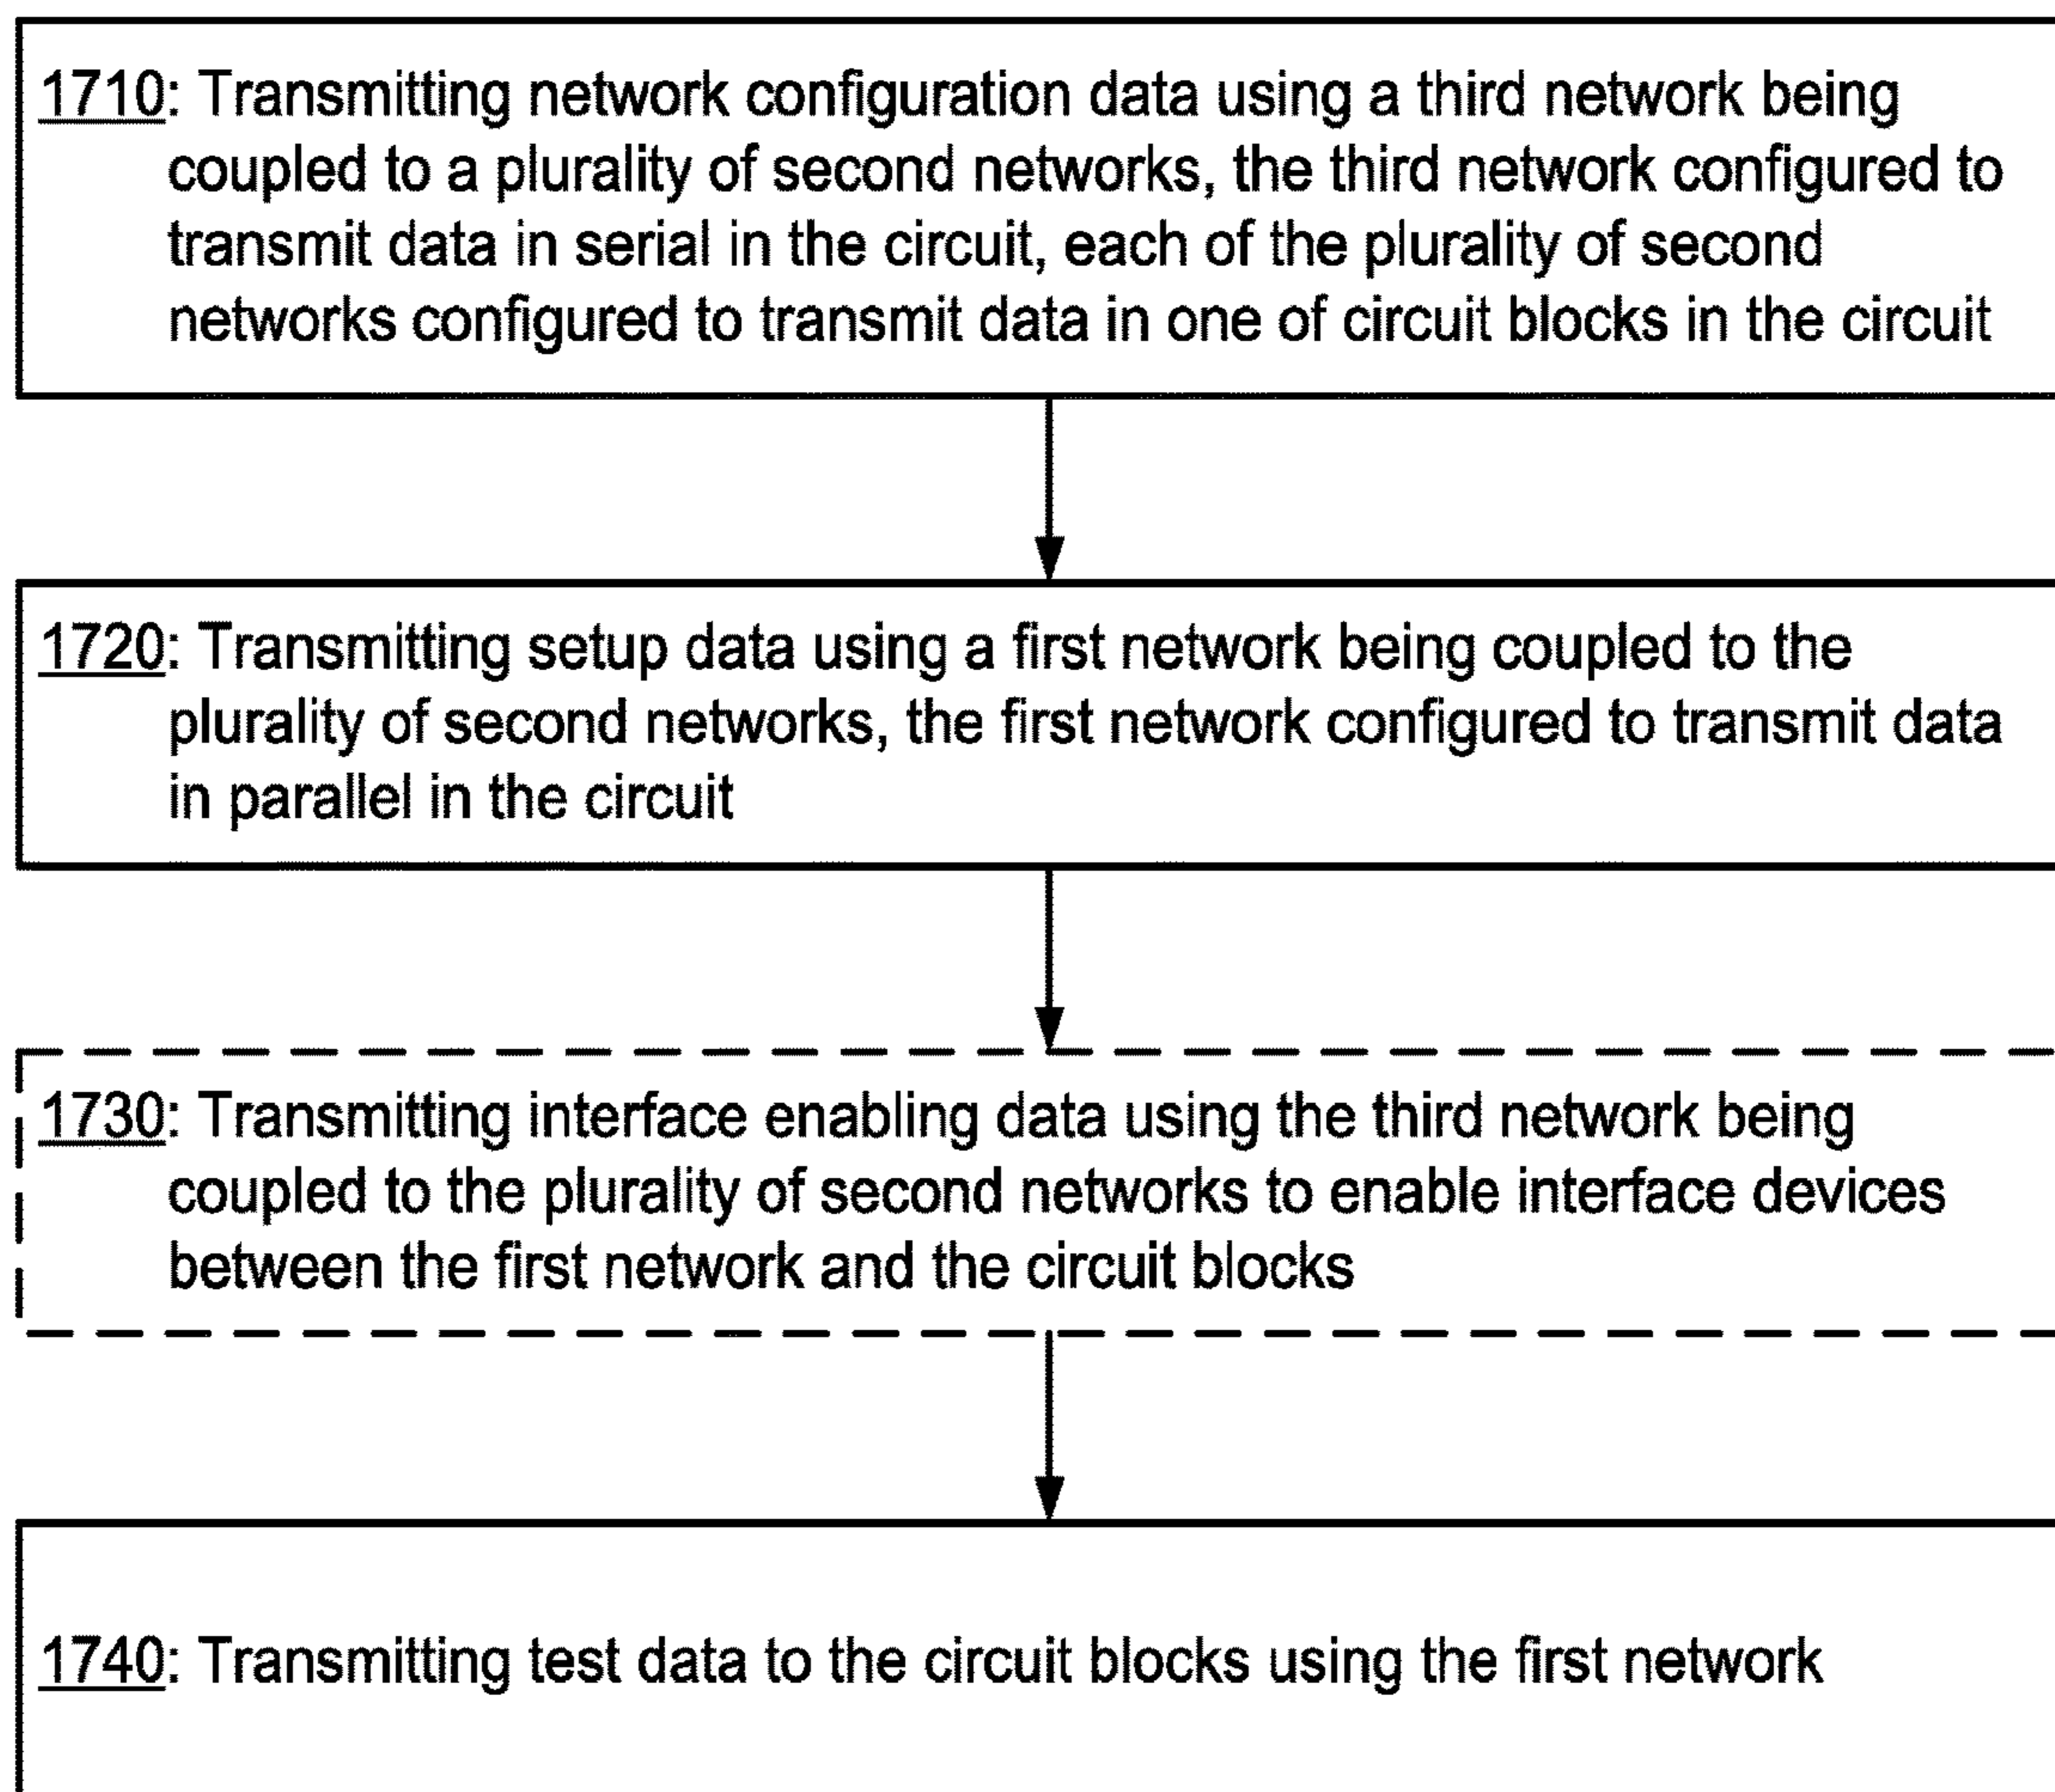 1710: Transmitting network configuration data using a third network being
coupled to a plurality of second networks, the third network configured to
transmit data in serial in the circuit, each of the plurality of second
networks configured to transmit data in one of circuit blocks in the circuit
1720: Transmitting setup data using a first network being coupled to the
plurality of second networks, the first network configured to transmit data
in parallel in the circuit
1730: Transmitting interface enabling data using the third network being
coupled to the plurality of second networks to enable interface devices
between the first network and the circuit blocks
1740: Transmitting test data to the circuit blocks using the first network